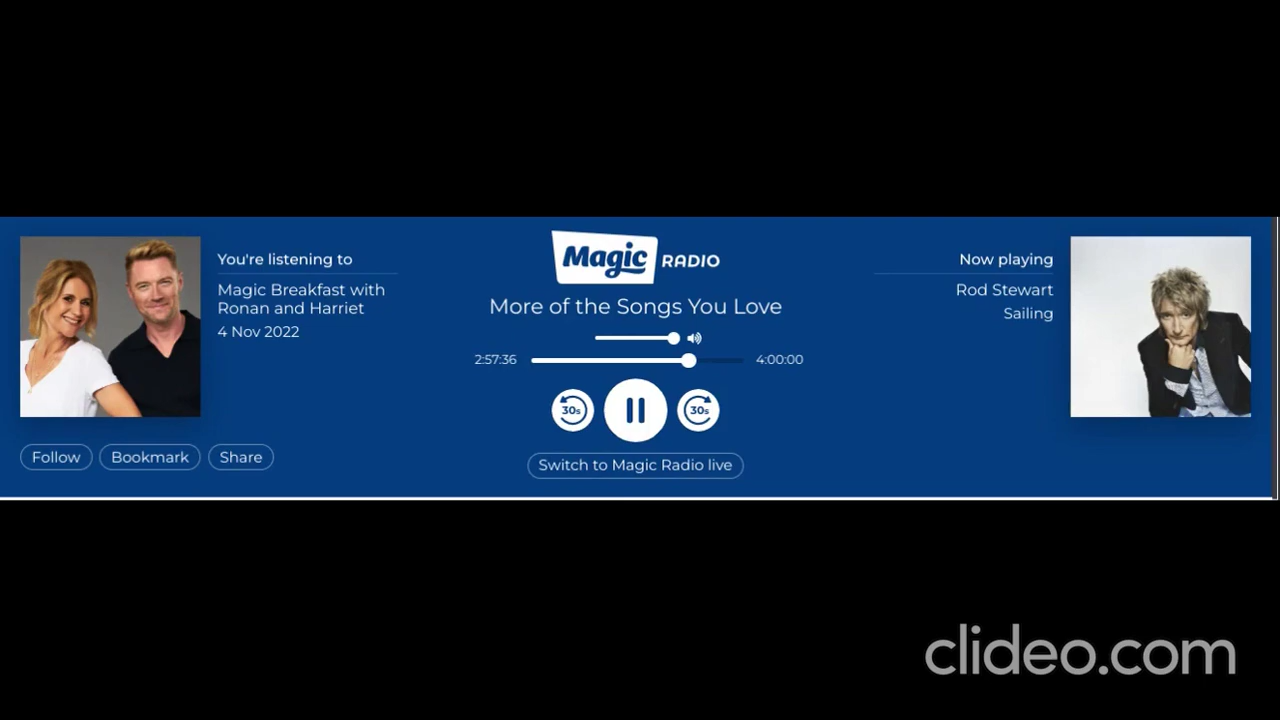 You're listening to
Magic Breakfast with
Ronan and Harriet
4 Nov 2022
Follow
Bookmark
Share
Magic RADIO
More of the Songs You Love
2:57:36
4:00:00
30s
30s
Switch to Magic Radio live
Now playing
Rod Stewart
Sailing
clideo.com